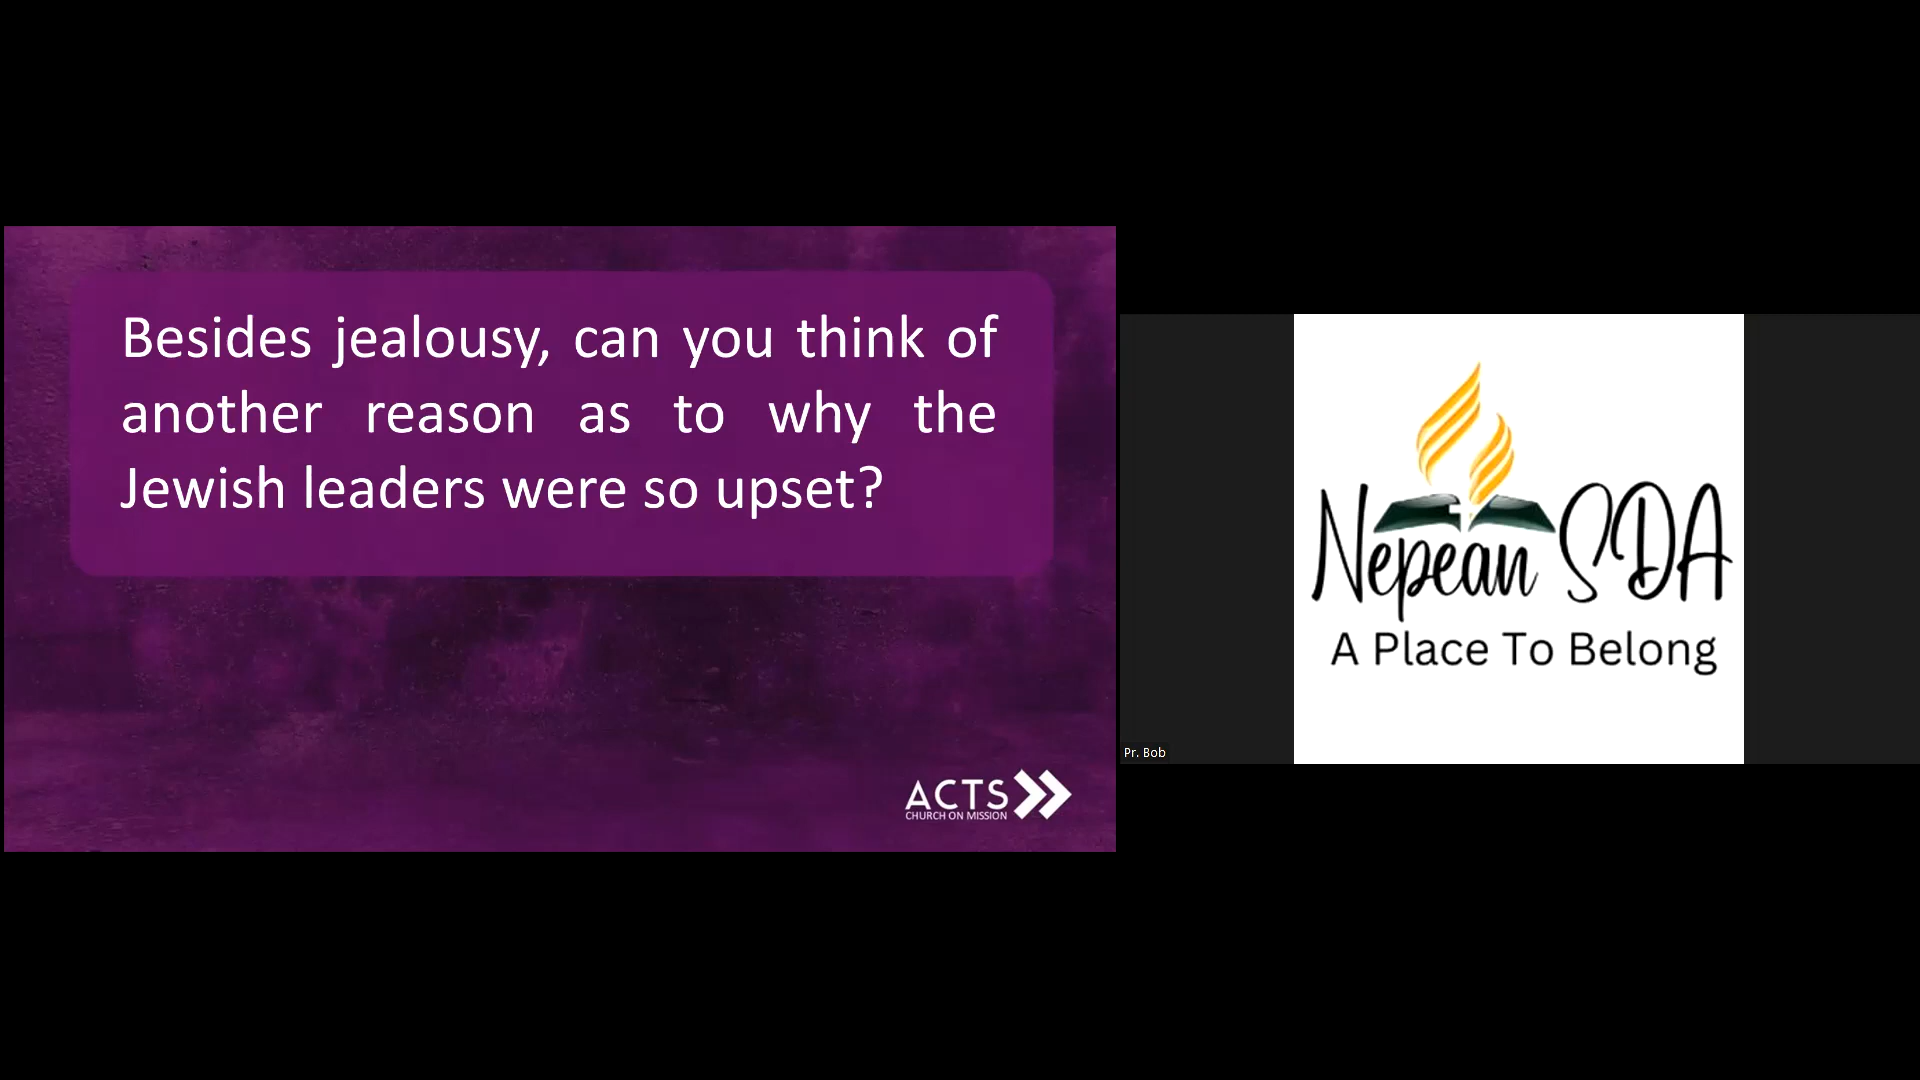 Besides jealousy, can you think of
another reason as to why the
Jewish leaders were so upset?
ACTS
CHURCH ON MISSION
Nepean SDA
A Place To Belong
Pr. Bob